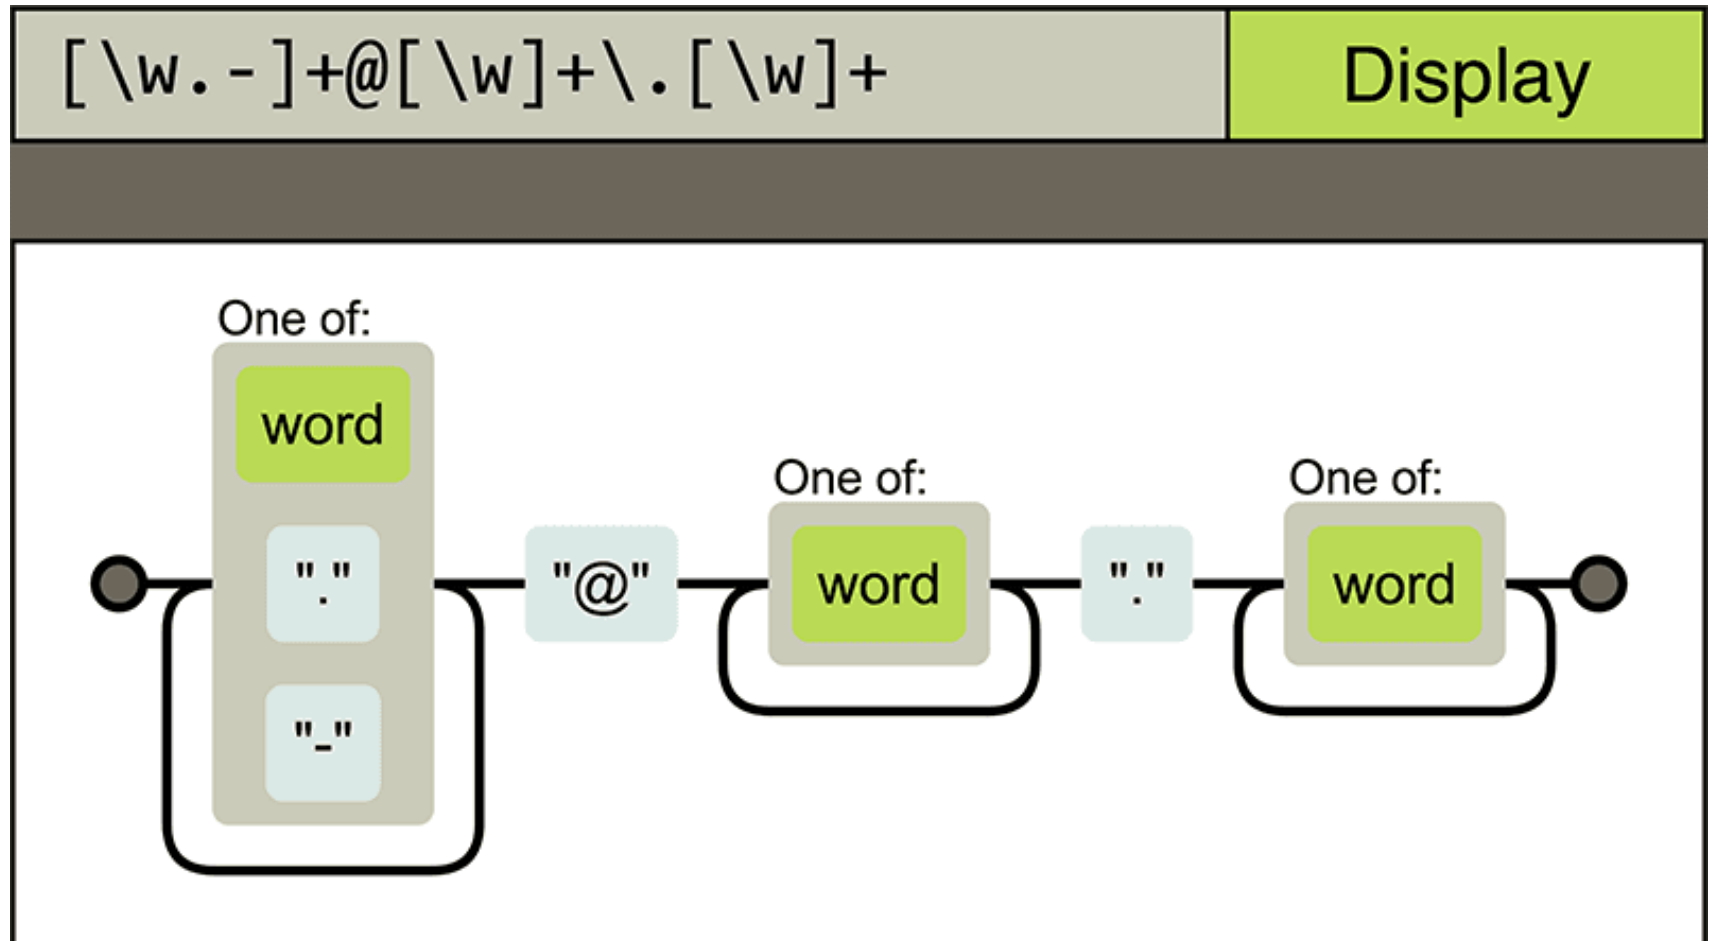 [\w.-]+@[\w]+\.[\w]+
Display
One of:
word
"."
"-"
"@"
One of:
word
"."
One of:
word